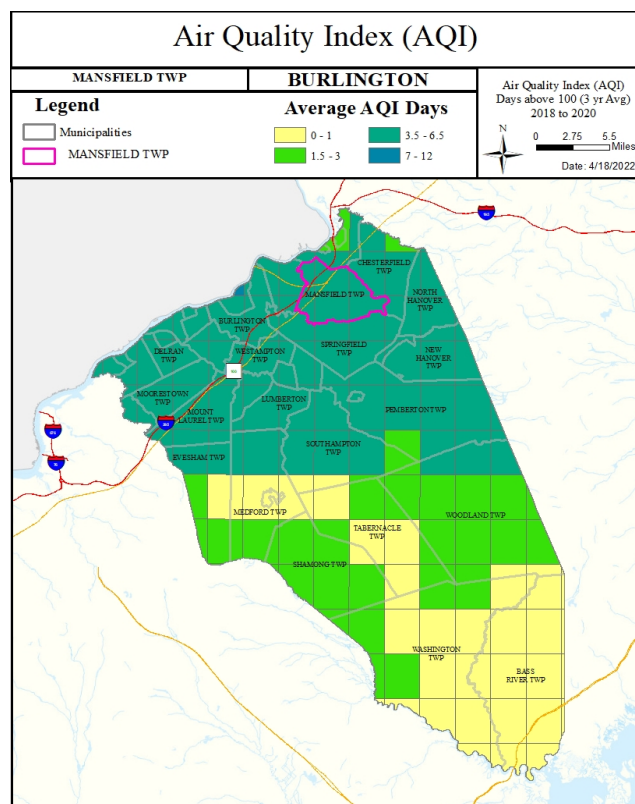 Air Quality Index (AQI)
MANSFIELD TWP
BURLINGTON
Legend
Municipalities
MANSFIELD TWP
Average AQI Days
0 - 1
3.5 - 6.5
1.5 - 3
7 - 12
Air Quality Index (AQI)
Days above 100 (3 yr Avg)
2018 to 2020
N
0 2.75 5.5
Miles
Date: 4/18/2022
CHESTERFIELD
TWP
MANSFIELD TWP
NORTH
HANOVER
TWP
BURLINGTON
TWP
SPRINGFIELD
TWP
DELRAN
TWP
WESTAMPTON
TWP
NEW
HANOVER
TWP
MOORESTOWN
TWP
LUMBERTON
TWP
MOUNT
LAUREL TWP
PEMBERTON TWP
SOUTHAMPTON
TWP
EVESHAM TWP
MEDFORD TWP
WOODLAND TWP
TABERNACLE
TWP
SHAMONG TWP
WASHINGTON
TWP
BASS
RIVER TWP